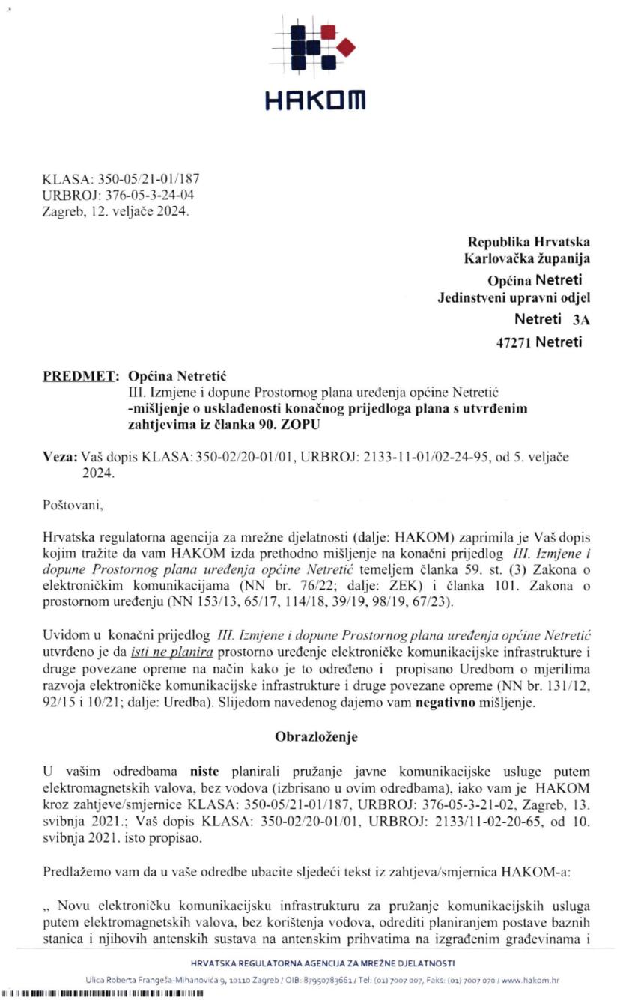 HAKOM
KLASA: 350-05/21-01/187
URBROJ: 376-05-3-24-04
Zagreb, 12. veljače 2024.
Republika Hrvatska
Karlovačka županija
Općina Netreti
Jedinstveni upravni odjel
Netreti 3A
47271 Netreti
PREDMET: Općina Netretić
III. Izmjene i dopune Prostornog plana uređenja općine Netretić
-mišljenje o usklađenosti konačnog prijedloga plana s utvrđenim
zahtjevima iz članka 90. ZOPU
Veza: Vaš dopis KLASA: 350-02/20-01/01, URBROJ: 2133-11-01/02-24-95, od 5. veljače
2024.
Poštovani,
Hrvatska regulatorna agencija za mrežne djelatnosti (dalje: HAKOM) zaprimila je Vaš dopis
kojim tražite da vam HAKOM izda prethodno mišljenje na konačni prijedlog III. Izmjene i
dopune Prostornog plana uređenja općine Netretić temeljem članka 59. st. (3) Zakona o
elektroničkim komunikacijama (NN br. 76/22; dalje: ZEK) i članka 101. Zakona o
prostornom uređenju (NN 153/13, 65/17, 114/18, 39/19, 98/19, 67/23).
Uvidom u konačni prijedlog III. Izmjene i dopune Prostornog plana uređenja općine Netretić
utvrđeno je da isti ne planira prostorno uređenje elektroničke komunikacijske infrastrukture i
druge povezane opreme na način kako je to određeno i propisano Uredbom o mjerilima
razvoja elektroničke komunikacijske infrastrukture i druge povezane opreme (NN br. 131/12,
92/15 i 10/21; dalje: Uredba). Slijedom navedenog dajemo vam negativno mišljenje.
Obrazloženje
U vašim odredbama niste planirali pružanje javne komunikacijske usluge putem
elektromagnetskih valova, bez vodova (izbrisano u ovim odredbama), iako vam je HAKOM
kroz zahtjeve/smjernice KLASA: 350-05/21-01/187, URBROJ: 376-05-3-21-02, Zagreb, 13.
svibnja 2021.; Vaš dopis KLASA: 350-02/20-01/01, URBROJ: 2133/11-02-20-65, od 10.
svibnja 2021. isto propisao.
Predlažemo vam da u vaše odredbe ubacite sljedeći tekst iz zahtjeva/smjernica HAKOM-a:
„ Novu elektroničku komunikacijsku infrastrukturu za pružanje komunikacijskih usluga
putem elektromagnetskih valova, bez korištenja vodova, odrediti planiranjem postave baznih
stanica i njihovih antenskih sustava na antenskim prihvatima na izgrađenim građevinama i
HRVATSKA REGULATORNA AGENCIJA ZA MREŽNE DJELATNOSTI
Ulica Roberta Frangeša-Mihanovića 9, 10110 Zagreb / OIB: 87950783661 / Tel: (01) 7007 007, Faks: (01) 7007 070 / www.hakom.hr